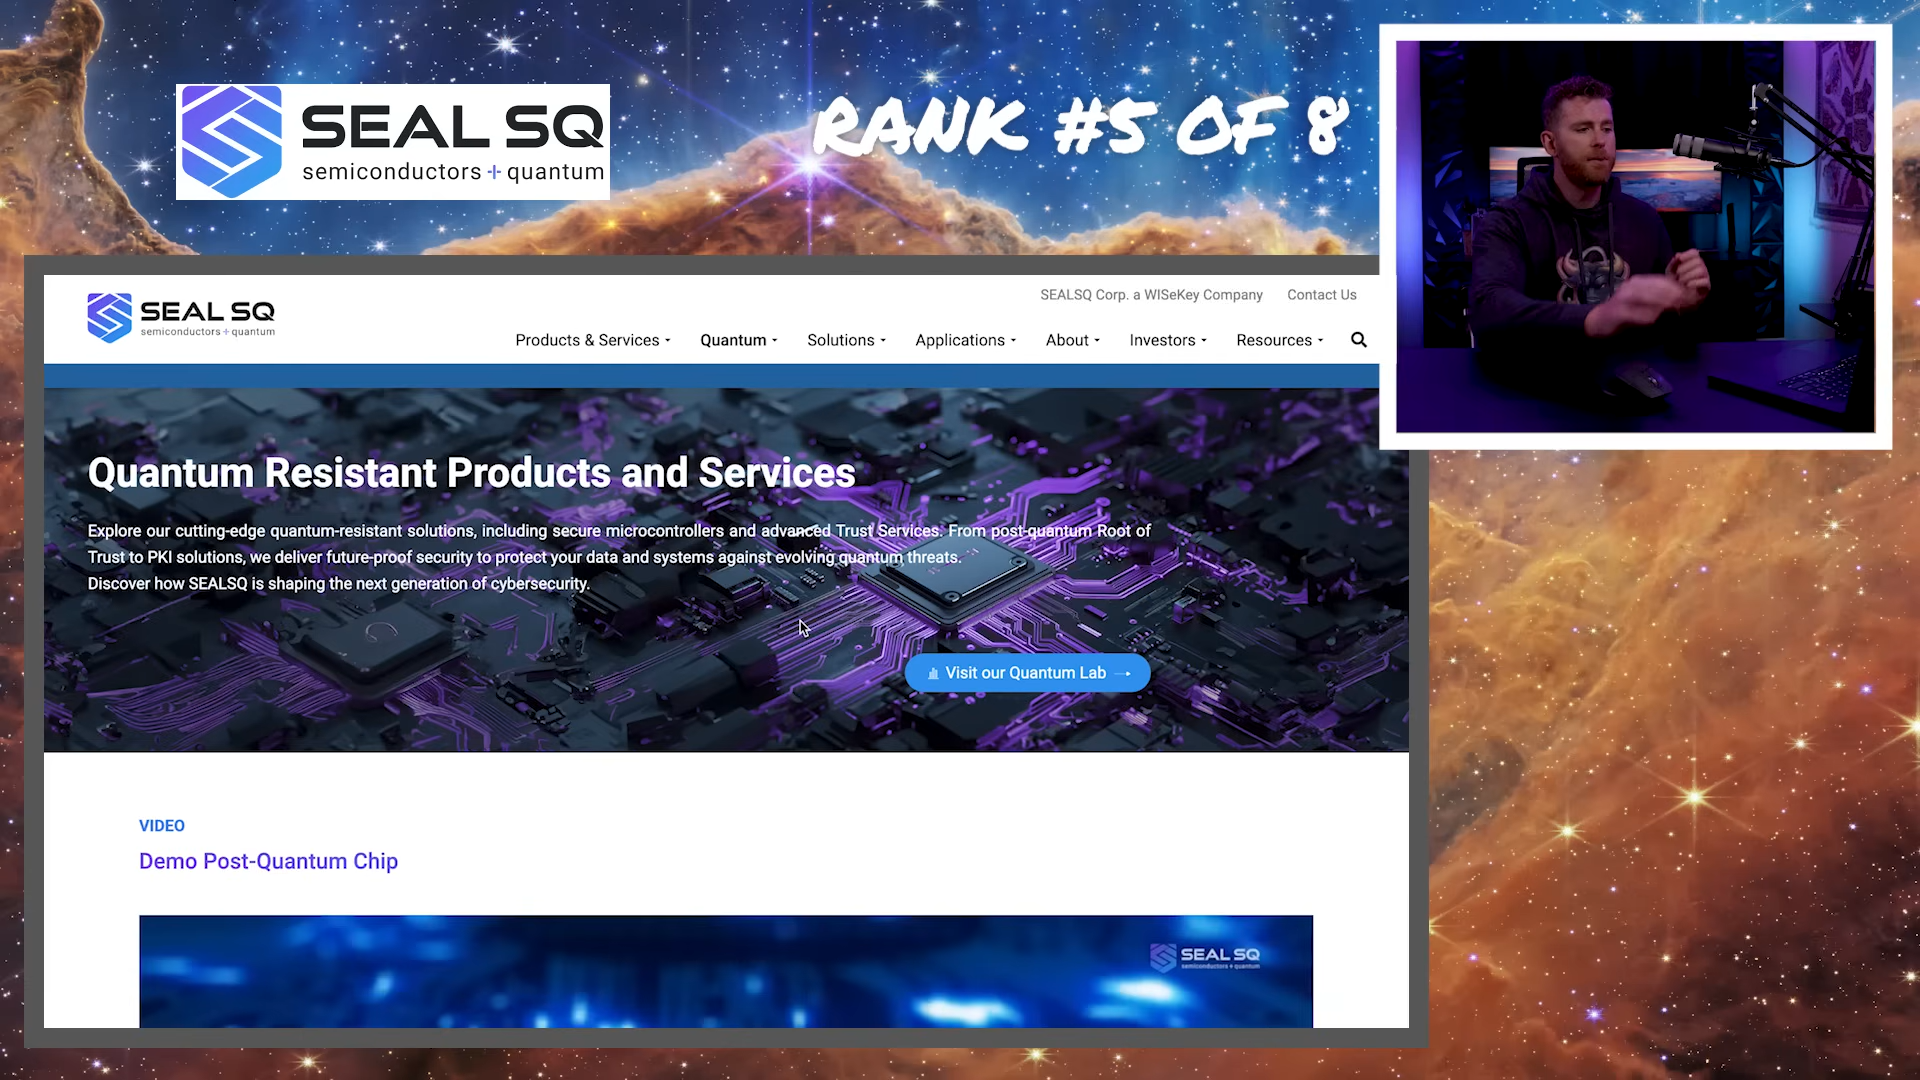 SEAL SQ
semiconductors + quantum
RANK #5 OF 8
SEALSQ Corp. a WISeKey Company
Contact Us
SEAL SQ
semiconductors + quantum
Products & Services
Quantum
Solutions
Applications
About
Investors
Resources
Quantum Resistant Products and Services
Explore our cutting-edge quantum-resistant solutions, including secure microcontrollers and advanced Trust Services. From post-quantum Root of
Trust to PKI solutions, we deliver future-proof security to protect your data and systems against evolving quantum threats.
Discover how SEALSQ is shaping the next generation of cybersecurity.
Visit our Quantum Lab
VIDEO
Demo Post-Quantum Chip
SEAL SQ
semiconductors + quantum